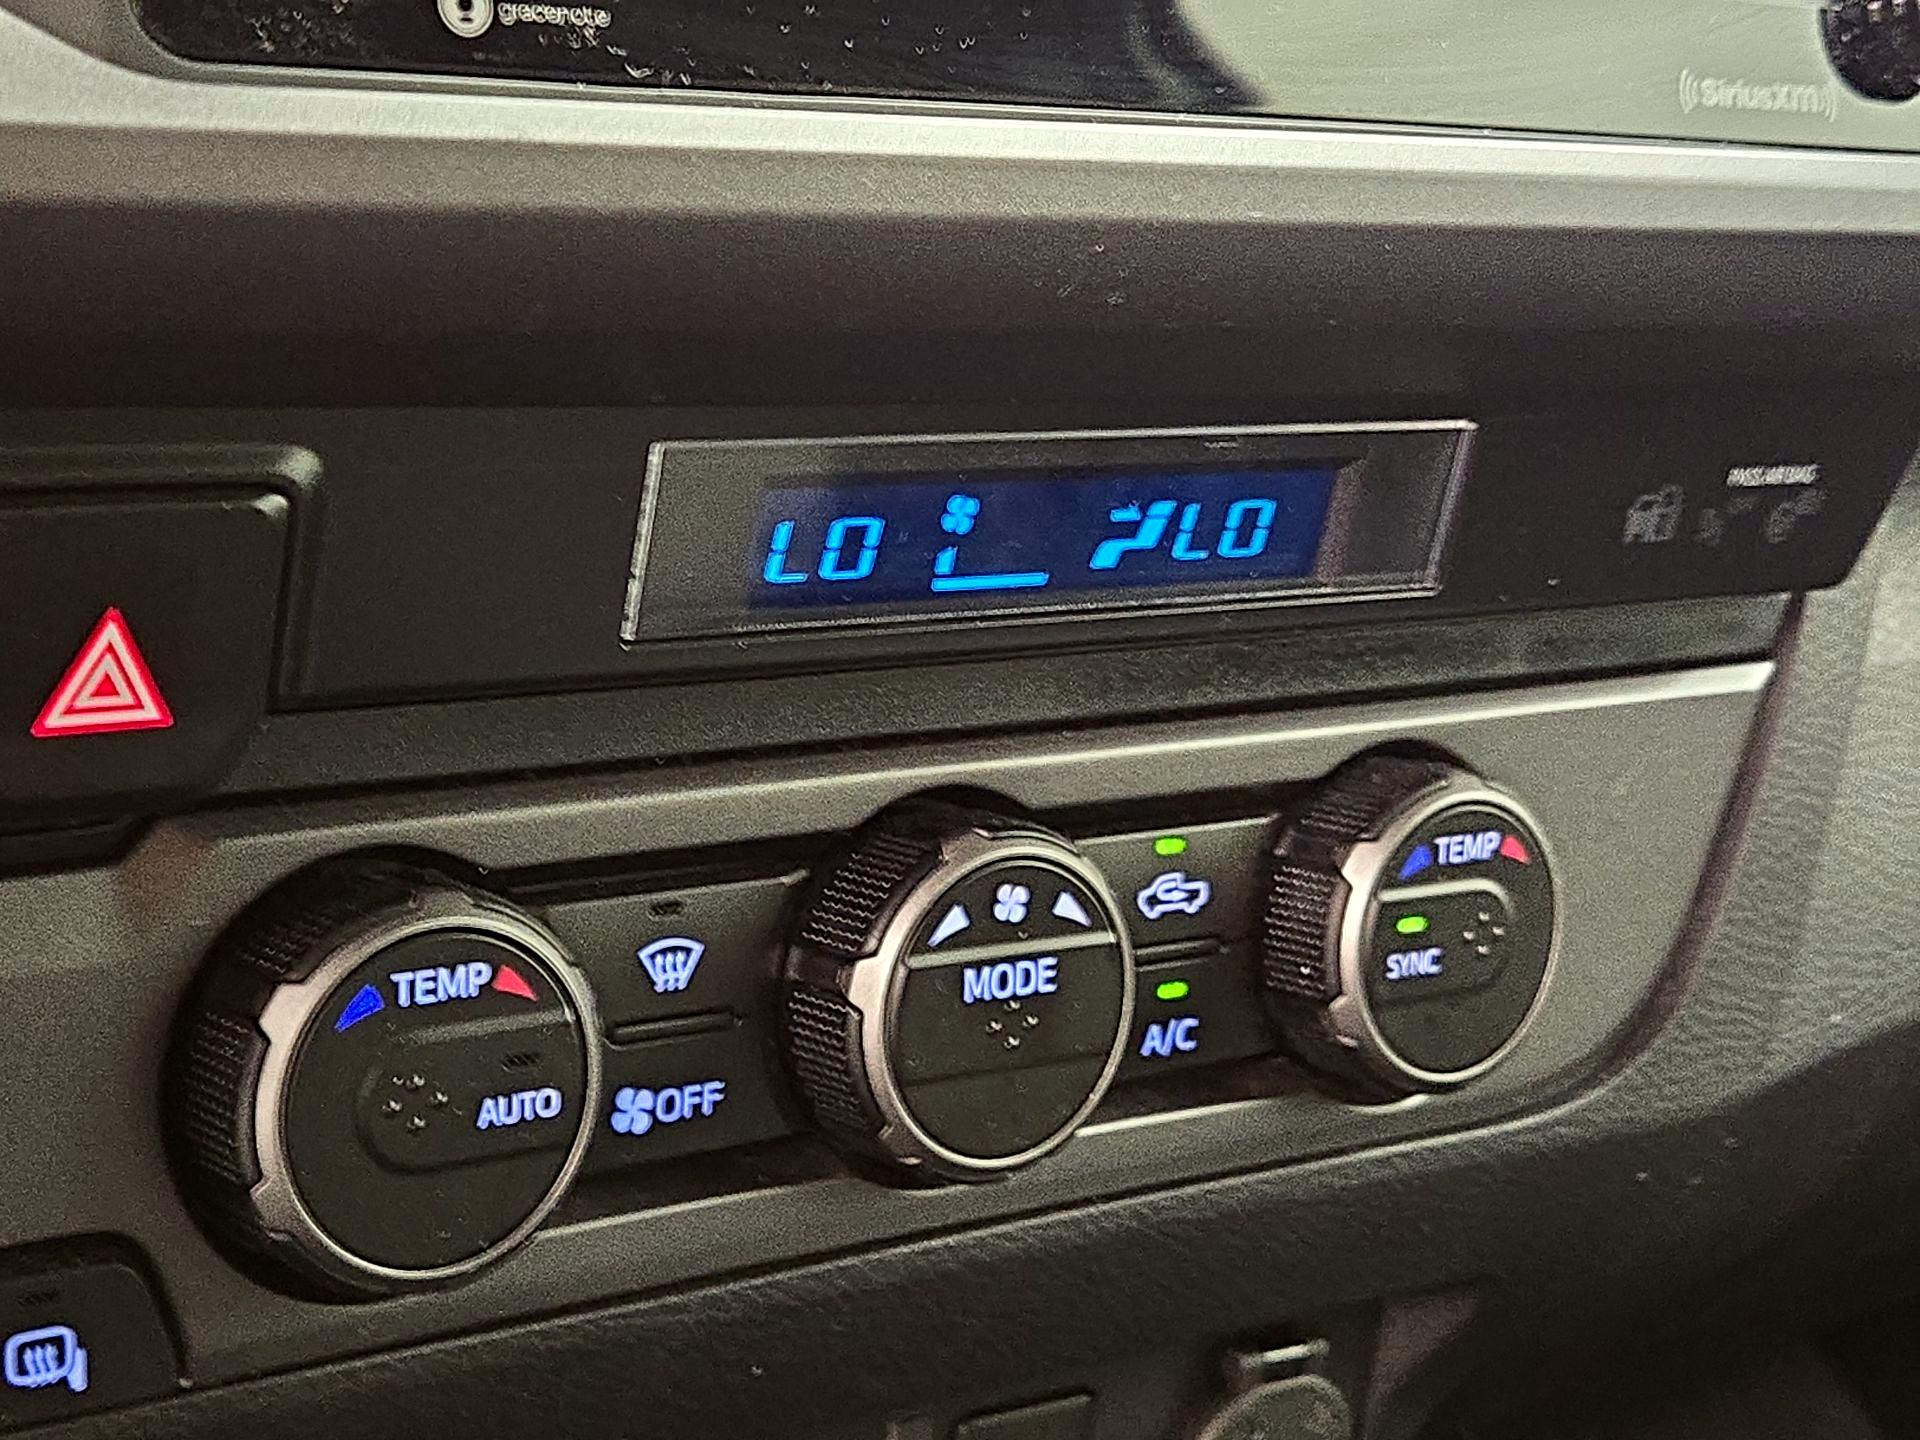 gracenote
SiriusXM
LO LO
TEMP
AUTO
OFF
MODE
A/C
TEMP
SYNC